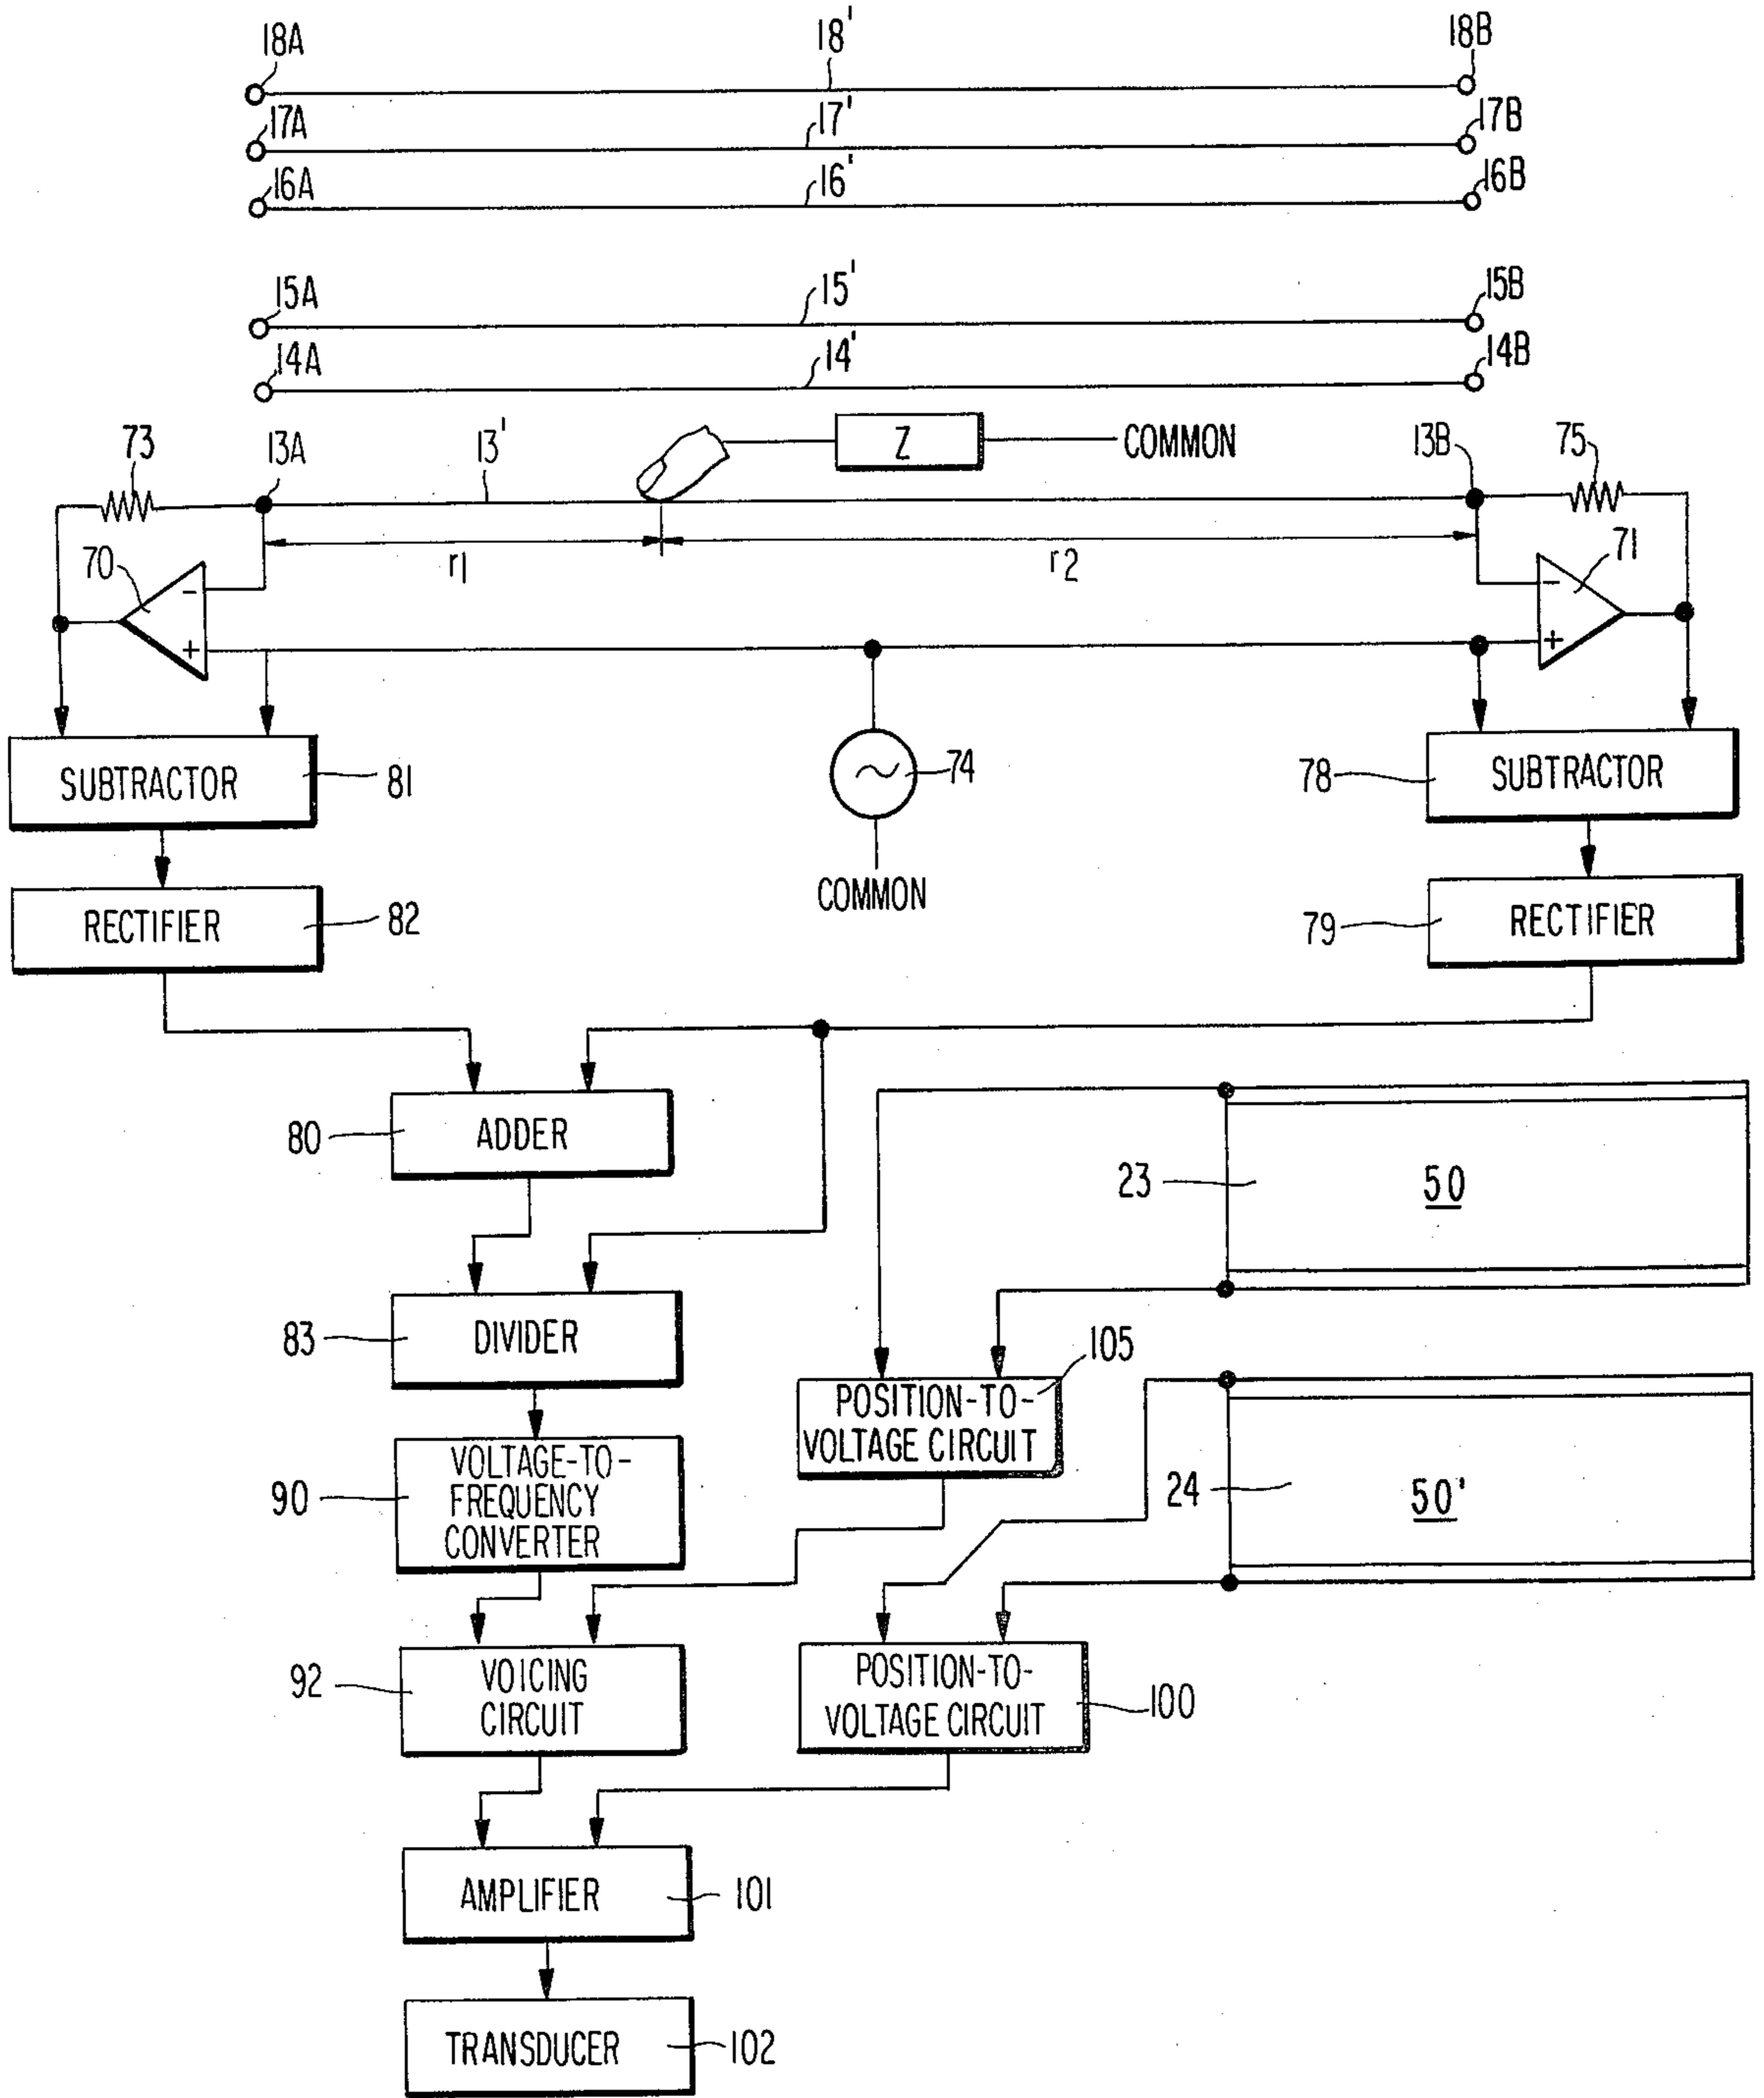 18A 18' 18B
17A 17' 17B
16A 16' 16B
15A 15' 15B
14A 14' 14B
73 13A 13' Z COMMON 13B 75
70 - + r1 r2 - + 71
SUBTRACTOR 81 74 78 SUBTRACTOR
COMMON
RECTIFIER 82 79 RECTIFIER
80 ADDER
23 50
83 DIVIDER
105
POSITION-TO-
VOLTAGE CIRCUIT
90 VOLTAGE-TO-
FREQUENCY
CONVERTER
24 50'
92 VOICING
CIRCUIT
POSITION-TO-
VOLTAGE CIRCUIT 100
AMPLIFIER 101
TRANSDUCER 102